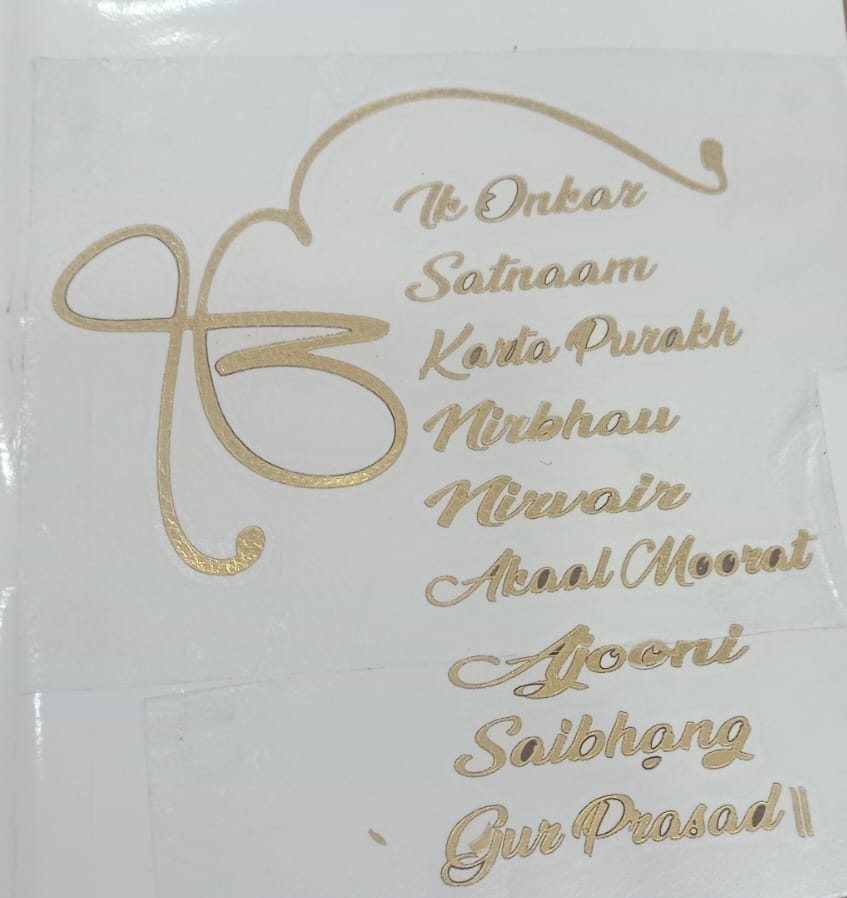 ੴ
Ik Onkar
Satnaam
Karta Purakh
Nirbhau
Nirvair
Akaal Moorat
Ajooni
Saibhang
Gur Prasad ||